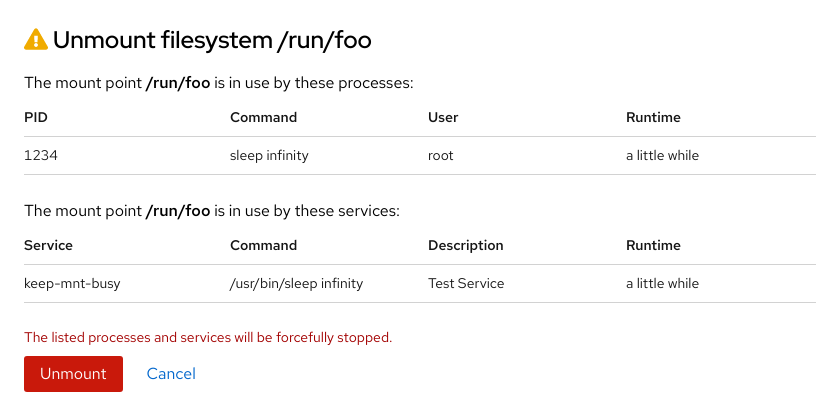 Unmount filesystem /run/foo
The mount point /run/foo is in use by these processes:
PID Command User Runtime
1234 sleep infinity root a little while
The mount point /run/foo is in use by these services:
Service Command Description Runtime
keep-mnt-busy /usr/bin/sleep infinity Test Service a little while
The listed processes and services will be forcefully stopped.
Unmount Cancel